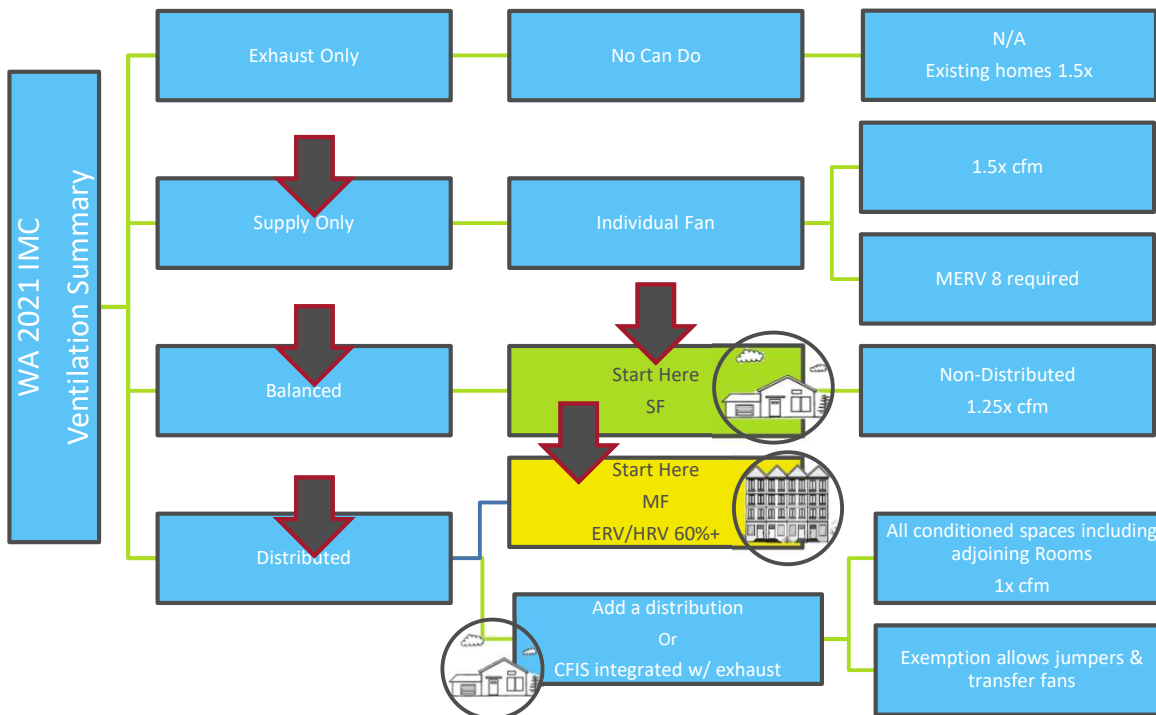 WA 2021 IMC
Ventilation Summary
Exhaust Only
No Can Do
N/A
Existing homes 1.5x
Supply Only
Individual Fan
1.5x cfm
MERV 8 required
Balanced
Start Here
SF
Non-Distributed
1.25x cfm
Distributed
Start Here
MF
ERV/HRV 60%+
Add a distribution
Or
CFIS integrated w/ exhaust
All conditioned spaces including
adjoining Rooms
1x cfm
Exemption allows jumpers &
transfer fans